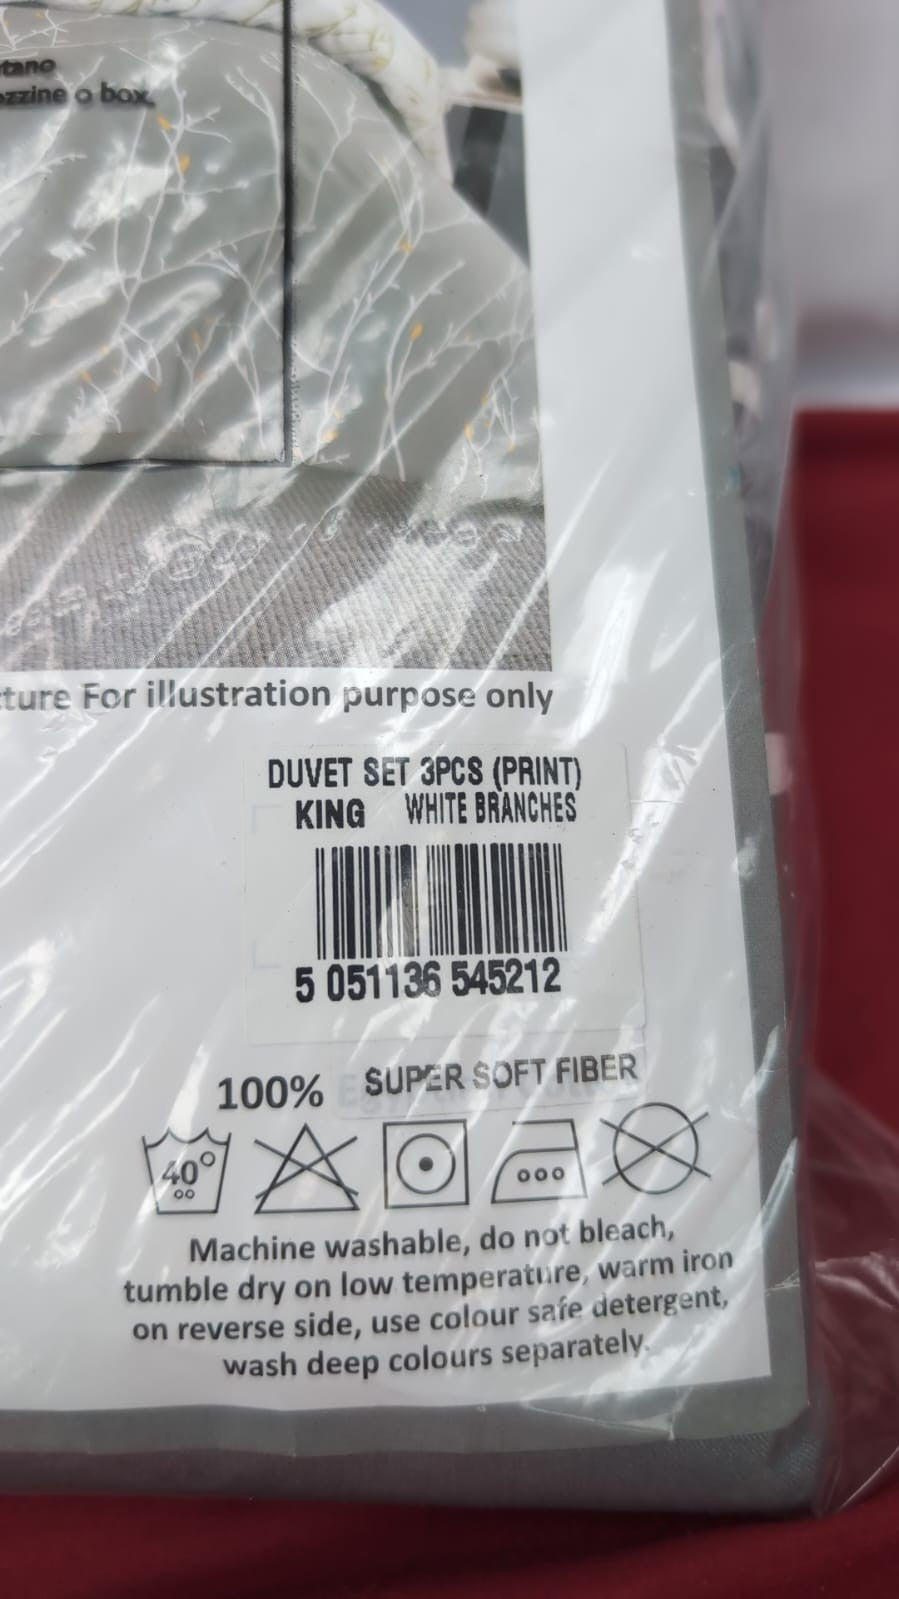 tano
ozzine o box.
ture For illustration purpose only
DUVET SET 3PCS (PRINT)
KING WHITE BRANCHES
5 051136 545212
100% SUPER SOFT FIBER
40°
Machine washable, do not bleach,
tumble dry on low temperature, warm iron
on reverse side, use colour safe detergent,
wash deep colours separately.